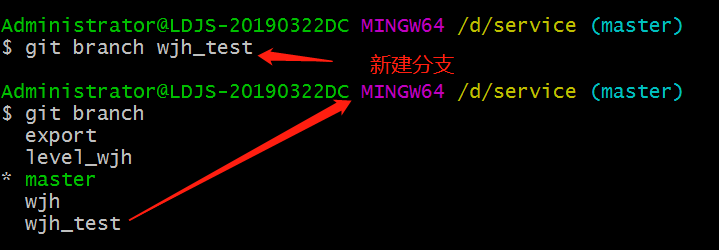 Administrator@LDJS-20190322DC MINGW64 /d/service (master)
$ git branch wjh_test
新建分支
Administrator@LDJS-20190322DC MINGW64 /d/service (master)
$ git branch
export
level_wjh
* master
wjh
wjh_test